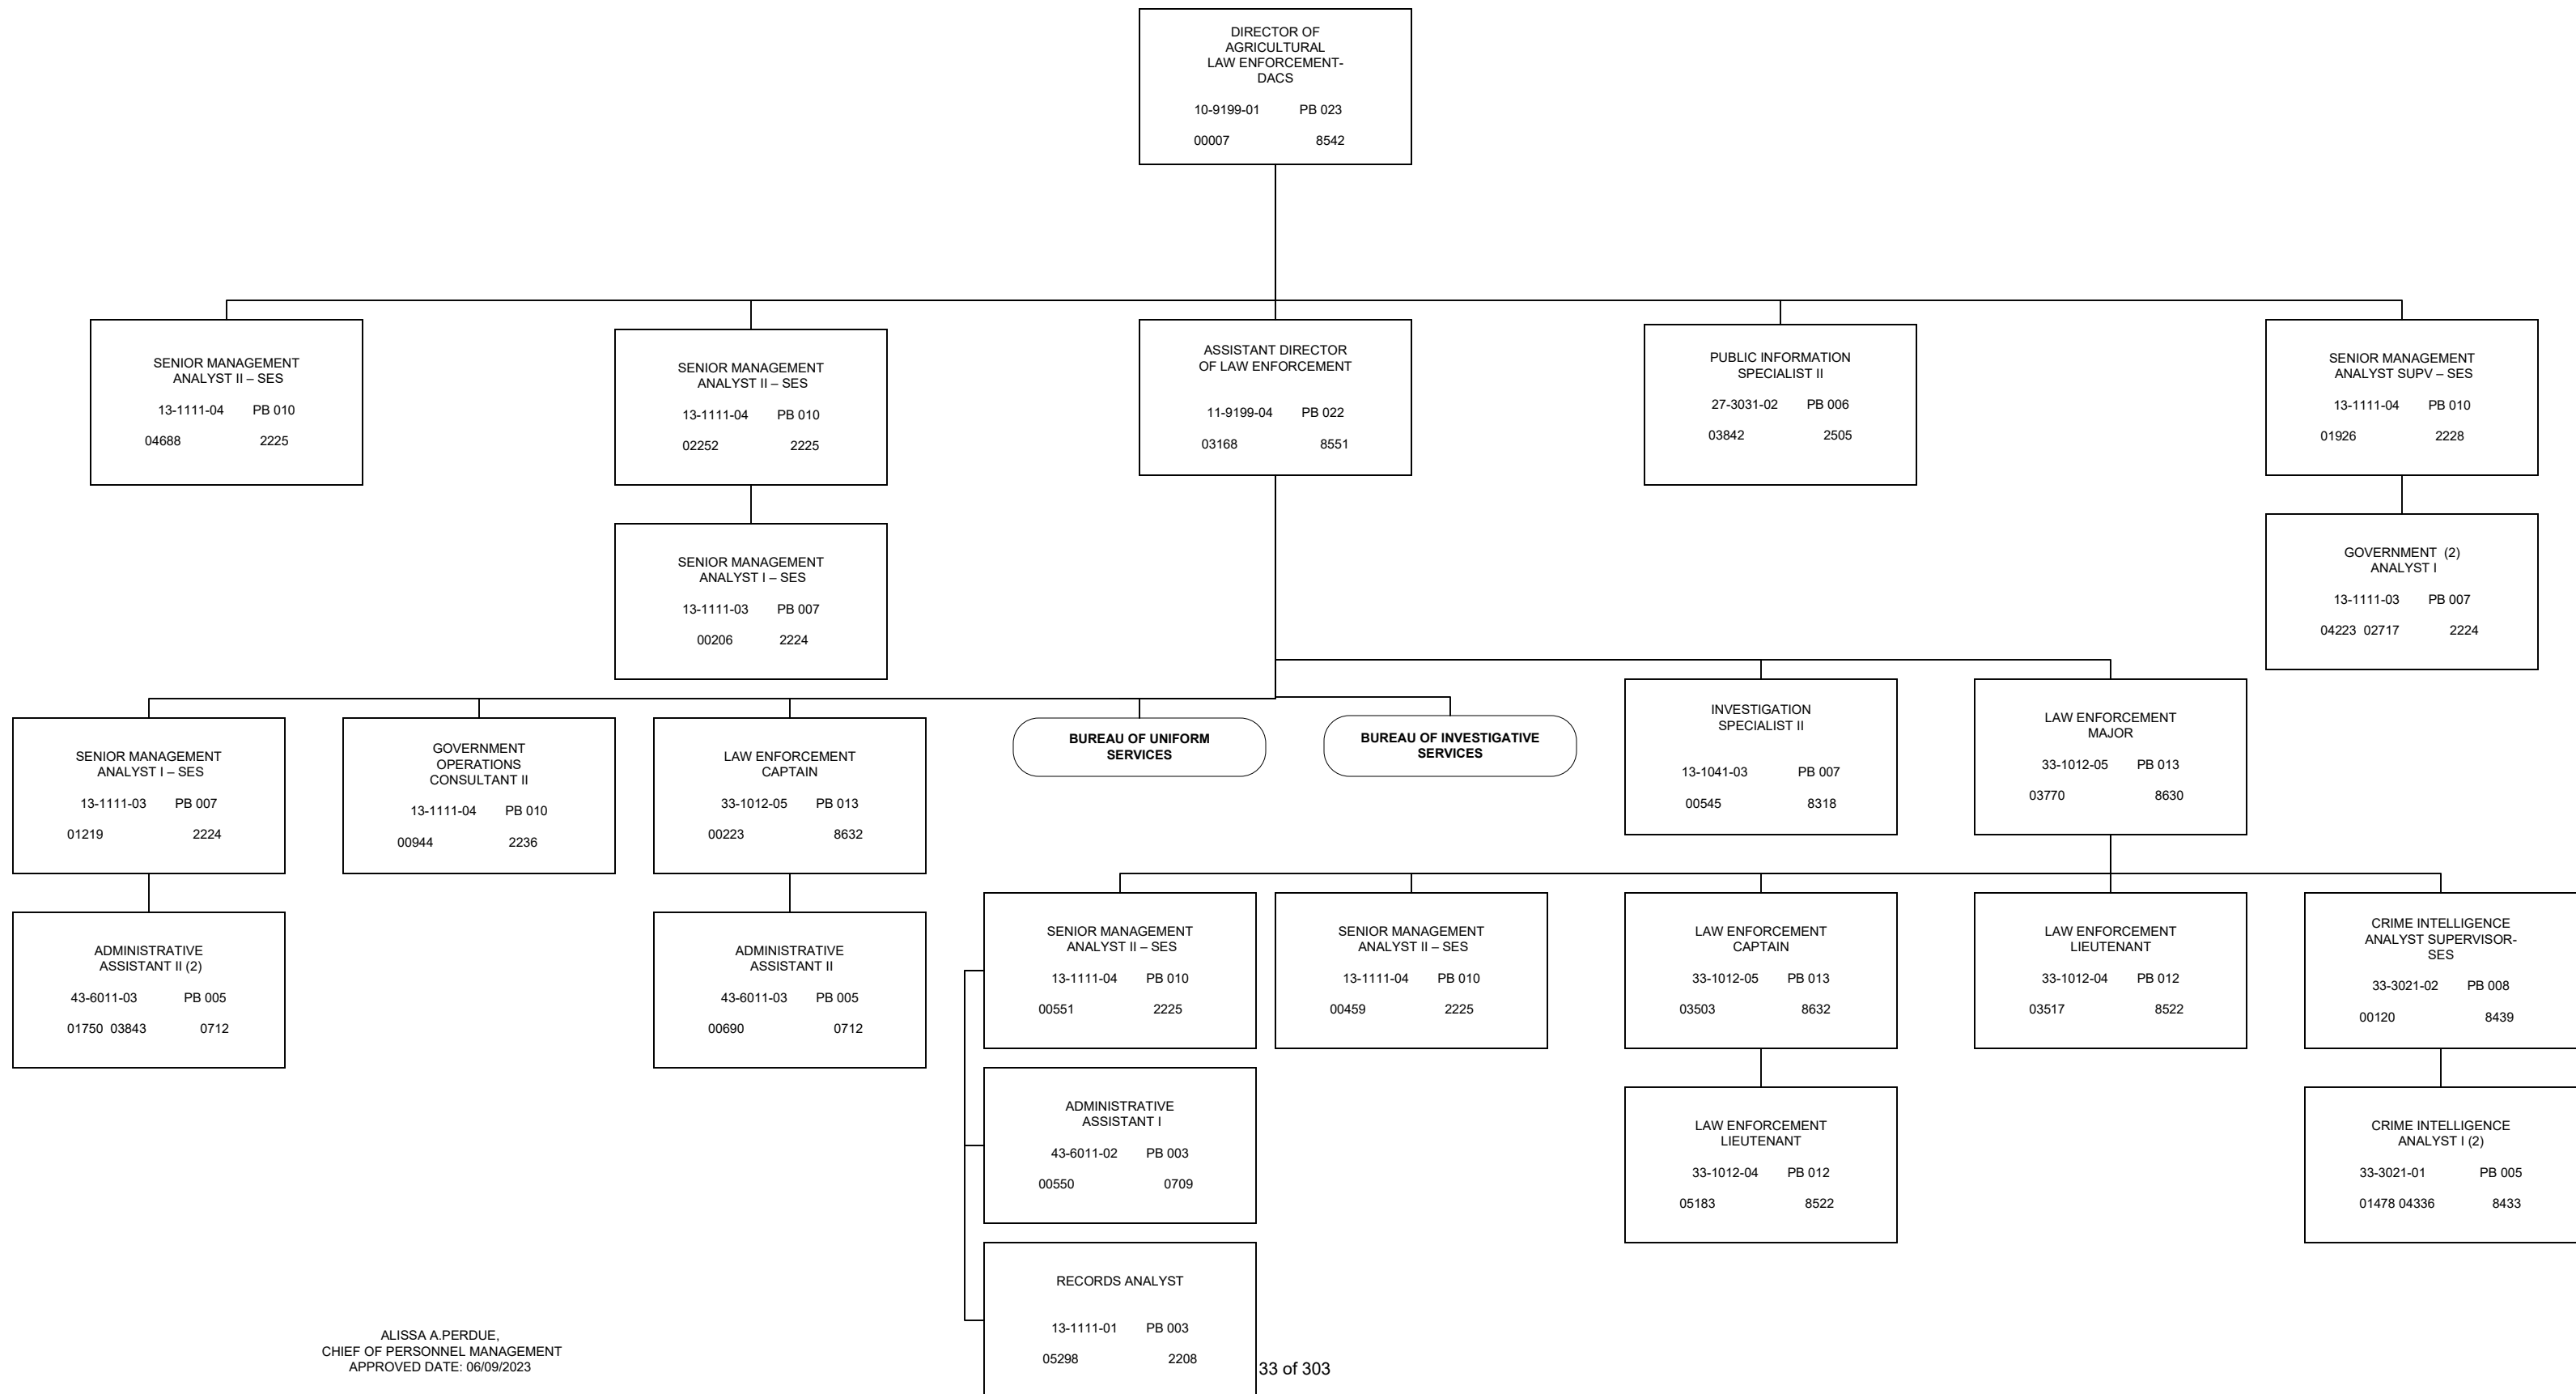 DIRECTOR OF
AGRICULTURAL
LAW ENFORCEMENT-
DACS
10-9199-01 PB 023
00007 8542
SENIOR MANAGEMENT
ANALYST II – SES
13-1111-04 PB 010
04688 2225
SENIOR MANAGEMENT
ANALYST II – SES
13-1111-04 PB 010
02252 2225
ASSISTANT DIRECTOR
OF LAW ENFORCEMENT
11-9199-04 PB 022
03168 8551
PUBLIC INFORMATION
SPECIALIST II
27-3031-02 PB 006
03842 2505
SENIOR MANAGEMENT
ANALYST SUPV – SES
13-1111-04 PB 010
01926 2228
SENIOR MANAGEMENT
ANALYST I – SES
13-1111-03 PB 007
00206 2224
GOVERNMENT (2)
ANALYST I
13-1111-03 PB 007
04223 02717 2224
SENIOR MANAGEMENT
ANALYST I – SES
13-1111-03 PB 007
01219 2224
GOVERNMENT
OPERATIONS
CONSULTANT II
13-1111-04 PB 010
00944 2236
LAW ENFORCEMENT
CAPTAIN
33-1012-05 PB 013
00223 8632
BUREAU OF UNIFORM
SERVICES
BUREAU OF INVESTIGATIVE
SERVICES
INVESTIGATION
SPECIALIST II
13-1041-03 PB 007
00545 8318
LAW ENFORCEMENT
MAJOR
33-1012-05 PB 013
03770 8630
ADMINISTRATIVE
ASSISTANT II (2)
43-6011-03 PB 005
01750 03843 0712
ADMINISTRATIVE
ASSISTANT II
43-6011-03 PB 005
00690 0712
SENIOR MANAGEMENT
ANALYST II – SES
13-1111-04 PB 010
00551 2225
SENIOR MANAGEMENT
ANALYST II – SES
13-1111-04 PB 010
00459 2225
LAW ENFORCEMENT
CAPTAIN
33-1012-05 PB 013
03503 8632
LAW ENFORCEMENT
LIEUTENANT
33-1012-04 PB 012
03517 8522
CRIME INTELLIGENCE
ANALYST SUPERVISOR-
SES
33-3021-02 PB 008
00120 8439
ADMINISTRATIVE
ASSISTANT I
43-6011-02 PB 003
00550 0709
LAW ENFORCEMENT
LIEUTENANT
33-1012-04 PB 012
05183 8522
CRIME INTELLIGENCE
ANALYST I (2)
33-3021-01 PB 005
01478 04336 8433
RECORDS ANALYST
13-1111-01 PB 003
05298 2208
ALISSA A.PERDUE,
CHIEF OF PERSONNEL MANAGEMENT
APPROVED DATE: 06/09/2023
33 of 303